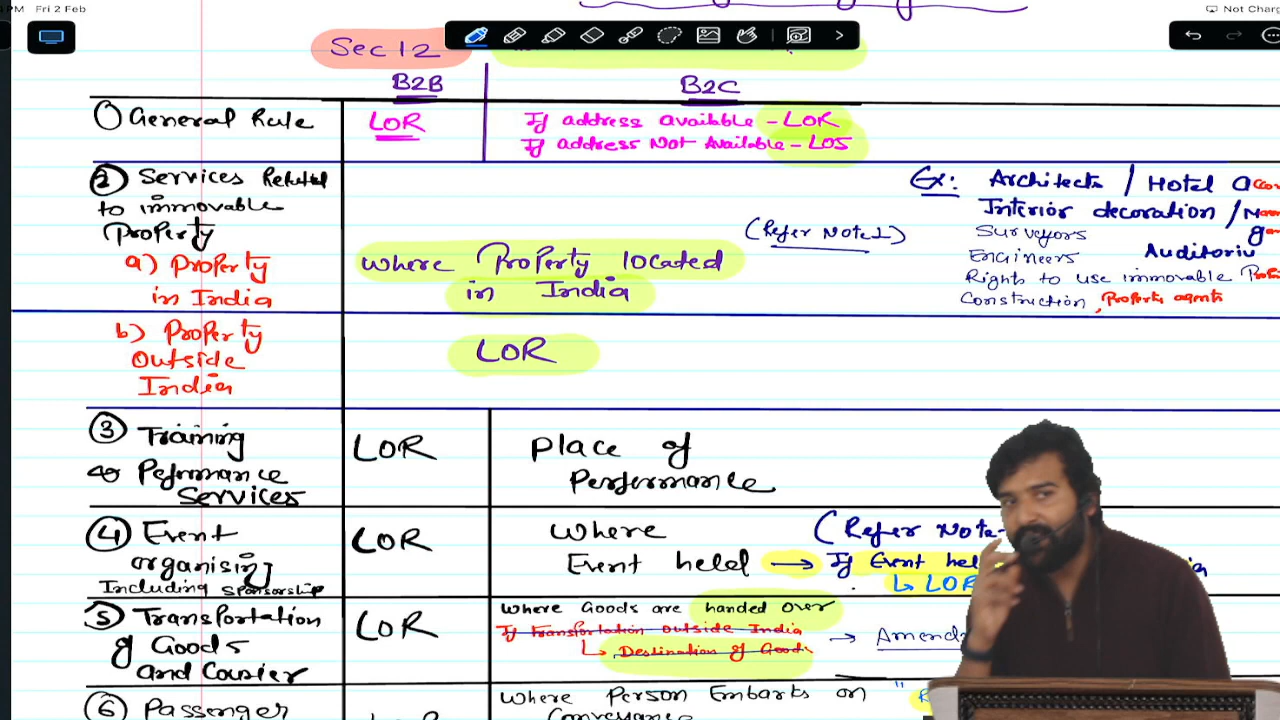 PM Fri 2 Feb
Not Charg
Sec 12
B2B B2C
① General Rule LOR If address availble - LOR
If address Not Available - LOS
② Services Related
to immovable
Property
a) Property
in India
where Property located
in India
(Refer Note 1)
Ex: Architects / Hotel
Interior decoration /
Surveyors
Engineers Auditoriu
Rights to use immovable
Construction, Property agents
b) Property
Outside
India
LOR
③ Training
Peformance
Services
LOR Place of
Performance
④ Event
organising
Including Sponsorship
LOR Where
Event held → If Event hel
(Refer Note-
↳ LOR
⑤ Transportation
of Goods
and Courier
LOR Where Goods are handed over
If Transportation outside India
↳ Destination of Goods
→ Amend
⑥ Passenger
Where Person Embarks on
Conveyance